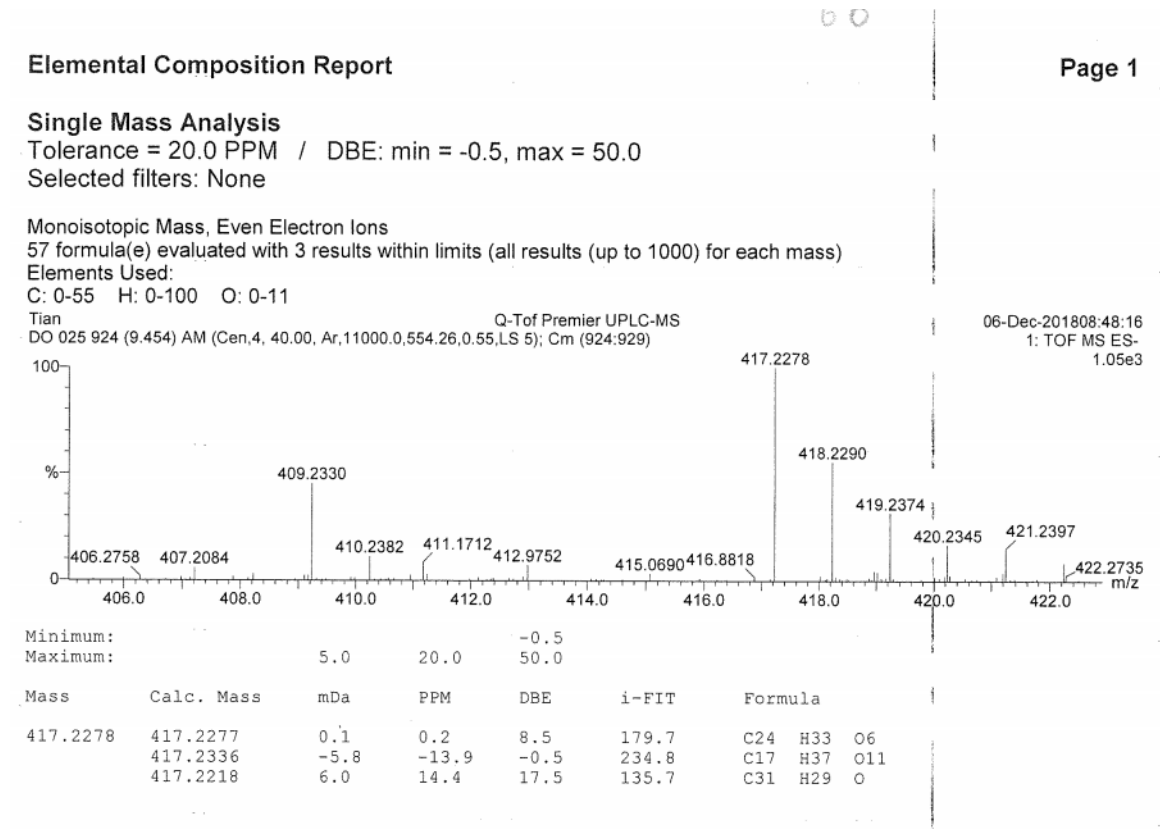 60
Elemental Composition Report Page 1
Single Mass Analysis
Tolerance = 20.0 PPM / DBE: min = -0.5, max = 50.0
Selected filters: None
Monoisotopic Mass, Even Electron Ions
57 formula(e) evaluated with 3 results within limits (all results (up to 1000) for each mass)
Elements Used:
C: 0-55 H: 0-100 O: 0-11
Tian Q-Tof Premier UPLC-MS 06-Dec-201808:48:16
DO 025 924 (9.454) AM (Cen,4, 40.00, Ar,11000.0,554.26,0.55,LS 5); Cm (924:929) 1: TOF MS ES-
1.05e3
417.2278
100
418.2290
%
409.2330
419.2374
420.2345 421.2397
410.2382 411.1712
406.2758 407.2084 412.9752 415.0690 416.8818 422.2735
0
m/z
406.0 408.0 410.0 412.0 414.0 416.0 418.0 420.0 422.0
Minimum: -0.5
Maximum: 5.0 20.0 50.0
Mass Calc. Mass mDa PPM DBE i-FIT Formula
417.2278 417.2277 0.1 0.2 8.5 179.7 C24 H33 O6
417.2336 -5.8 -13.9 -0.5 234.8 C17 H37 O11
417.2218 6.0 14.4 17.5 135.7 C31 H29 O